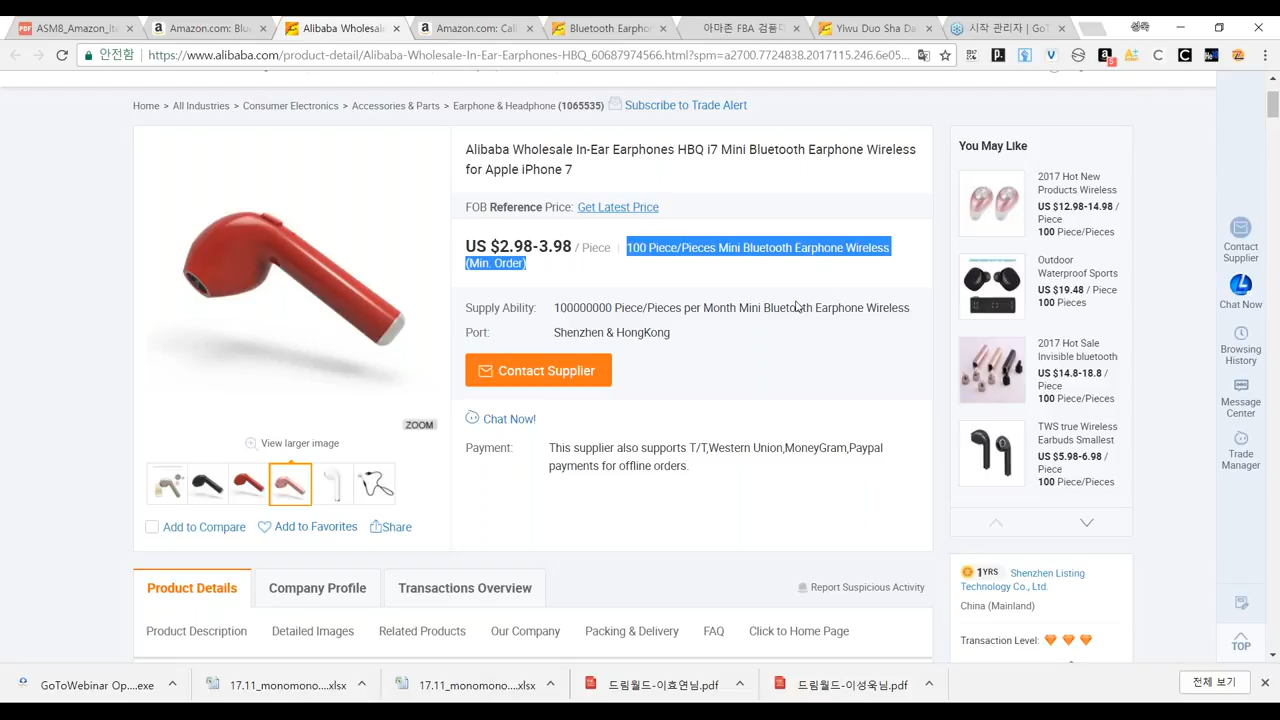 ASM8_Amazon_Ite
Amazon.com: Blu
Alibaba Wholesal
Amazon.com: Call
Bluetooth Earphon
아마존 FBA 검품대
Yiwu Duo Sha Da
시작 관리자 | GoT
안전함
https://www.alibaba.com/product-detail/Alibaba-Wholesale-In-Ear-Earphones-HBQ_60687974566.html?spm=a2700.7724838.2017115.246.6e05...
Home > All Industries > Consumer Electronics > Accessories & Parts > Earphone & Headphone (1065535)
Subscribe to Trade Alert
Alibaba Wholesale In-Ear Earphones HBQ i7 Mini Bluetooth Earphone Wireless
for Apple iPhone 7
FOB Reference Price: Get Latest Price
US $2.98-3.98 / Piece | 100 Piece/Pieces Mini Bluetooth Earphone Wireless
(Min. Order)
Supply Ability: 100000000 Piece/Pieces per Month Mini Bluetooth Earphone Wireless
Port: Shenzhen & HongKong
Contact Supplier
Chat Now!
Payment: This supplier also supports T/T,Western Union,MoneyGram,Paypal
payments for offline orders.
ZOOM
View larger image
Add to Compare
Add to Favorites
Share
You May Like
2017 Hot New
Products Wireless
US $12.98-14.98 /
Piece
100 Piece/Pieces
Outdoor
Waterproof Sports
US $19.48 / Piece
100 Pieces
2017 Hot Sale
Invisible bluetooth
US $14.8-18.8 /
Piece
100 Piece/Pieces
TWS true Wireless
Earbuds Smallest
US $5.98-6.98 /
Piece
100 Piece/Pieces
Contact
Supplier
Chat Now
Browsing
History
Message
Center
Trade
Manager
TOP
Product Details
Company Profile
Transactions Overview
Report Suspicious Activity
Product Description
Detailed Images
Related Products
Our Company
Packing & Delivery
FAQ
Click to Home Page
1YRS Shenzhen Listing
Technology Co., Ltd.
China (Mainland)
Transaction Level:
GoToWebinar Op....exe
17.11_monomono....xlsx
17.11_monomono....xlsx
드림월드-이효연님.pdf
드림월드-이성욱님.pdf
전체 보기